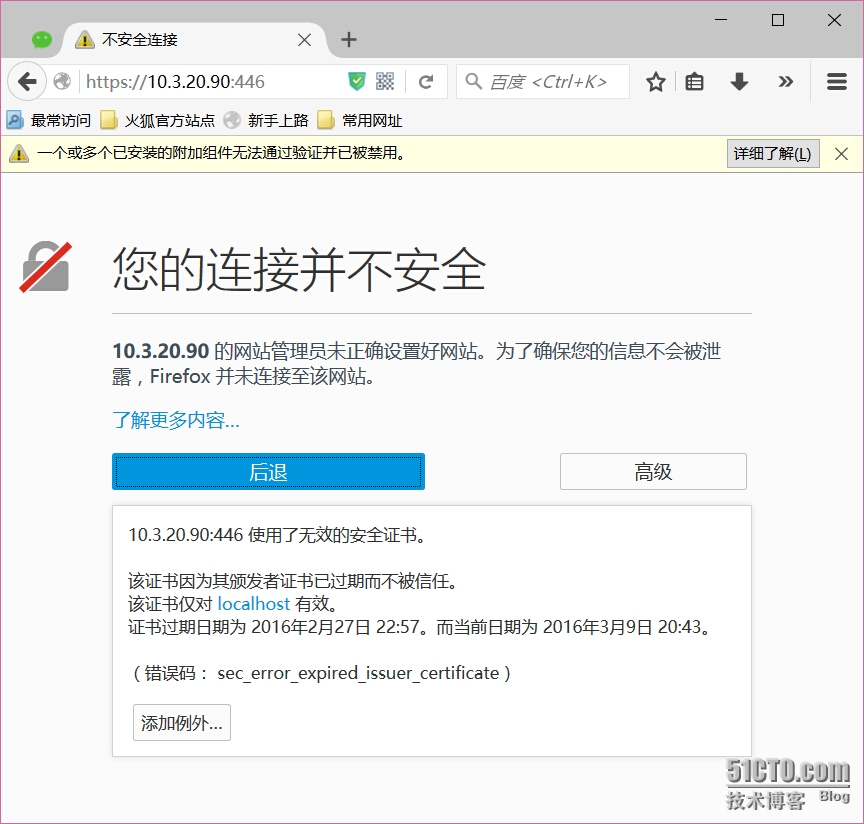 不安全连接
https://10.3.20.90:446
百度 <Ctrl+K>
最常访问 火狐官方站点 新手上路 常用网址
一个或多个已安装的附加组件无法通过验证并已被禁用。 详细了解(L)
您的连接并不安全
10.3.20.90 的网站管理员未正确设置好网站。为了确保您的信息不会被泄
露，Firefox 并未连接至该网站。
了解更多内容...
后退 高级
10.3.20.90:446 使用了无效的安全证书。
该证书因为其颁发者证书已过期而不被信任。
该证书仅对 localhost 有效。
证书过期日期为 2016年2月27日 22:57。而当前日期为 2016年3月9日 20:43。
（错误码： sec_error_expired_issuer_certificate）
添加例外...
51CTO.com
技术博客 Blog